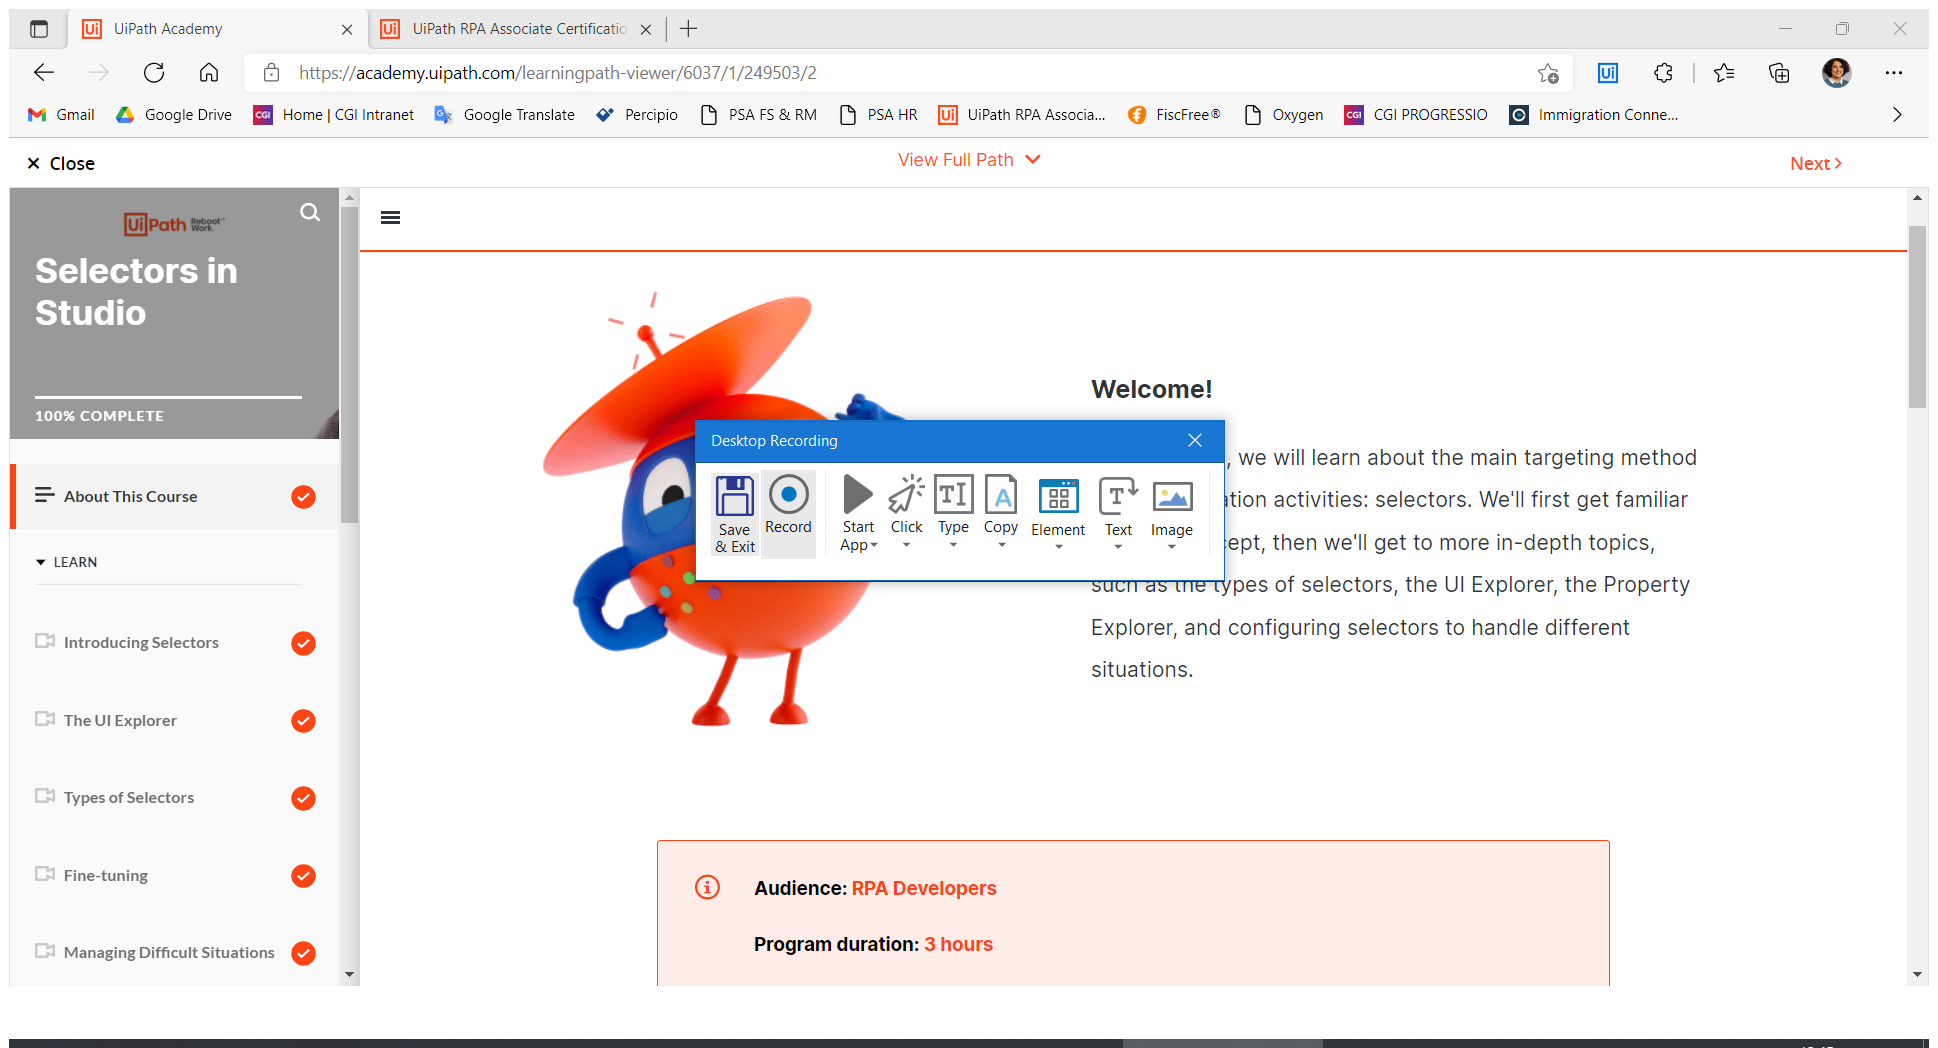 UiPath Academy
UiPath RPA Associate Certificatio
https://academy.uipath.com/learningpath-viewer/6037/1/249503/2
Gmail
Google Drive
CGI
Home | CGI Intranet
Google Translate
Percipio
PSA FS & RM
PSA HR
UiPath RPA Associa...
FiscFree®
Oxygen
CGI
CGI PROGRESSIO
Immigration Conne...
Close
View Full Path
Next
UiPath Reboot Work.™
Selectors in
Studio
100% COMPLETE
About This Course
LEARN
Introducing Selectors
The UI Explorer
Types of Selectors
Fine-tuning
Managing Difficult Situations
Welcome!
, we will learn about the main targeting method
ation activities: selectors. We'll first get familiar
ept, then we'll get to more in-depth topics,
such as the types of selectors, the UI Explorer, the Property
Explorer, and configuring selectors to handle different
situations.
Desktop Recording
Save
& Exit
Record
Start
App
Click
Type
Copy
Element
Text
Image
Audience: RPA Developers
Program duration: 3 hours